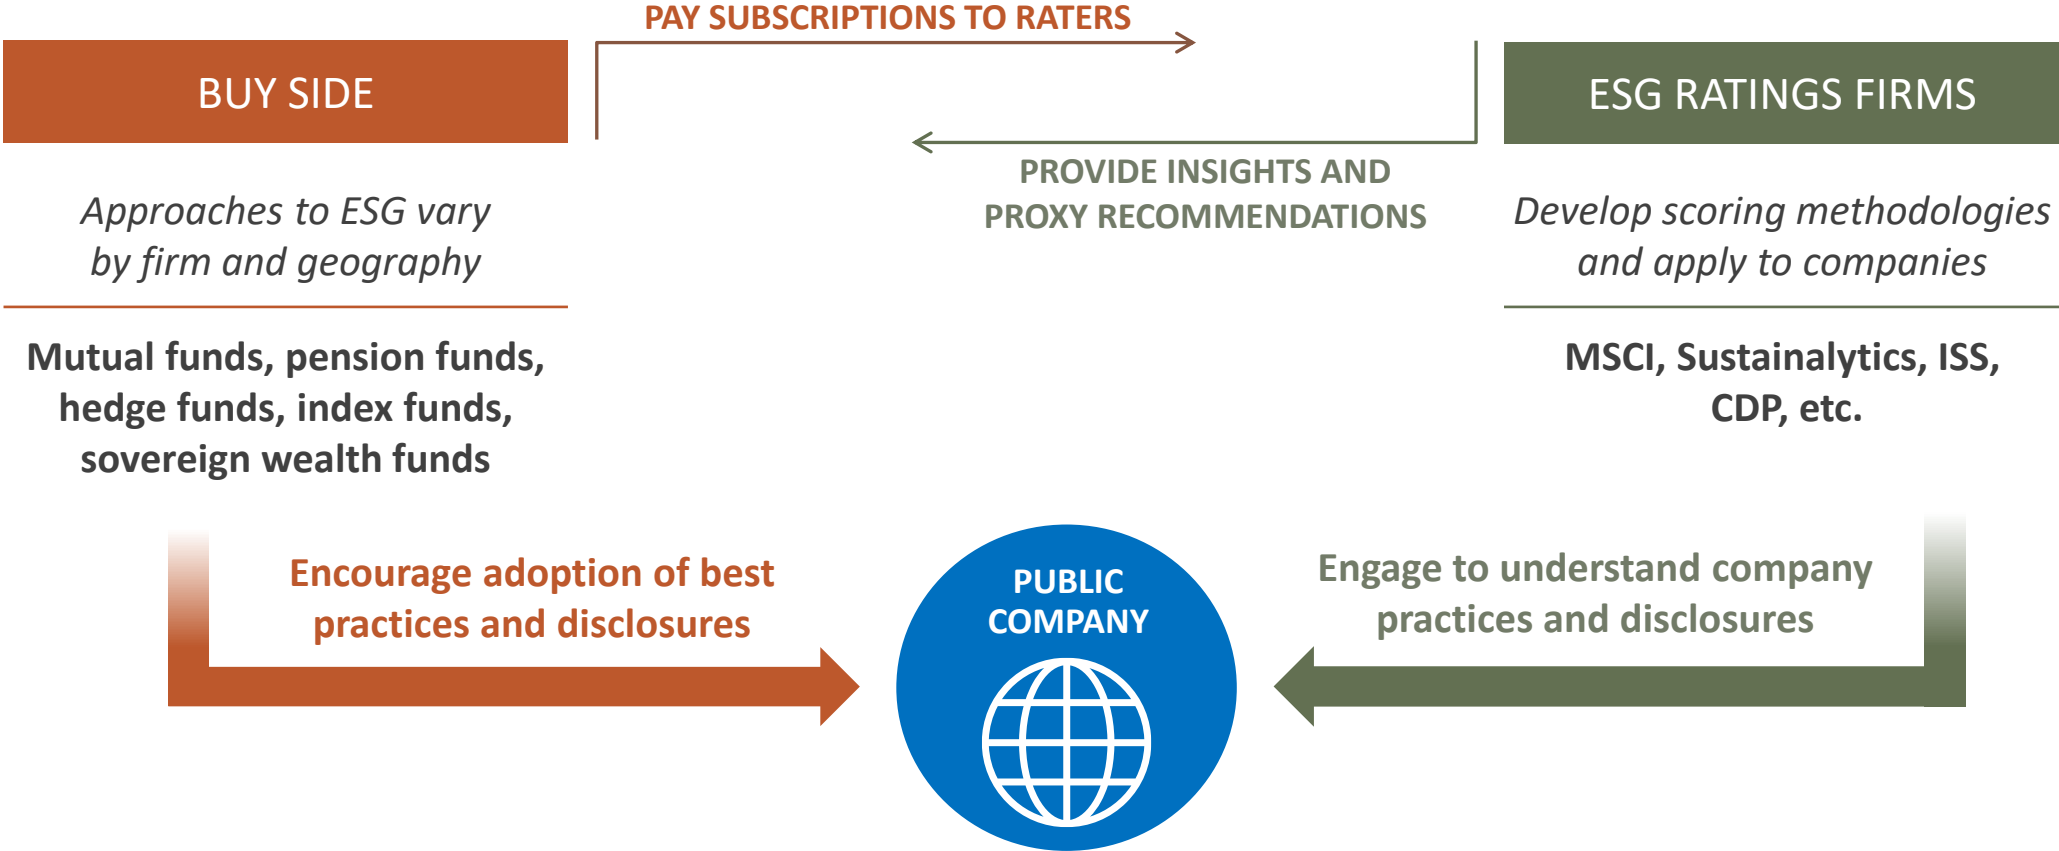 PAY SUBSCRIPTIONS TO RATERS
BUY SIDE
ESG RATINGS FIRMS
PROVIDE INSIGHTS AND
PROXY RECOMMENDATIONS
Approaches to ESG vary
by firm and geography
Develop scoring methodologies
and apply to companies
Mutual funds, pension funds,
hedge funds, index funds,
sovereign wealth funds
MSCI, Sustainalytics, ISS,
CDP, etc.
Encourage adoption of best
practices and disclosures
PUBLIC
COMPANY
Engage to understand company
practices and disclosures